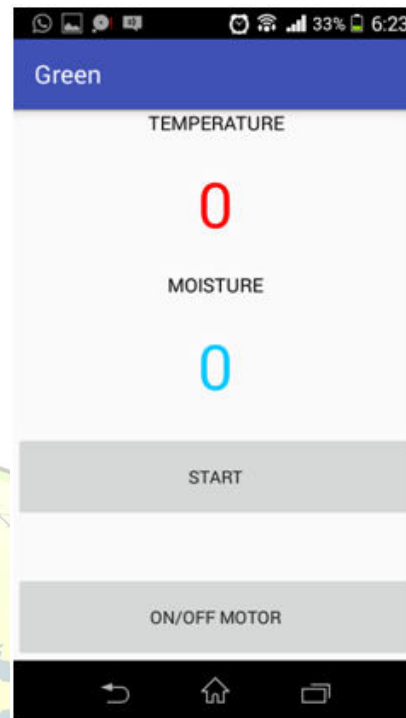 33% 6:23
Green
TEMPERATURE
0
MOISTURE
0
START
ON/OFF MOTOR